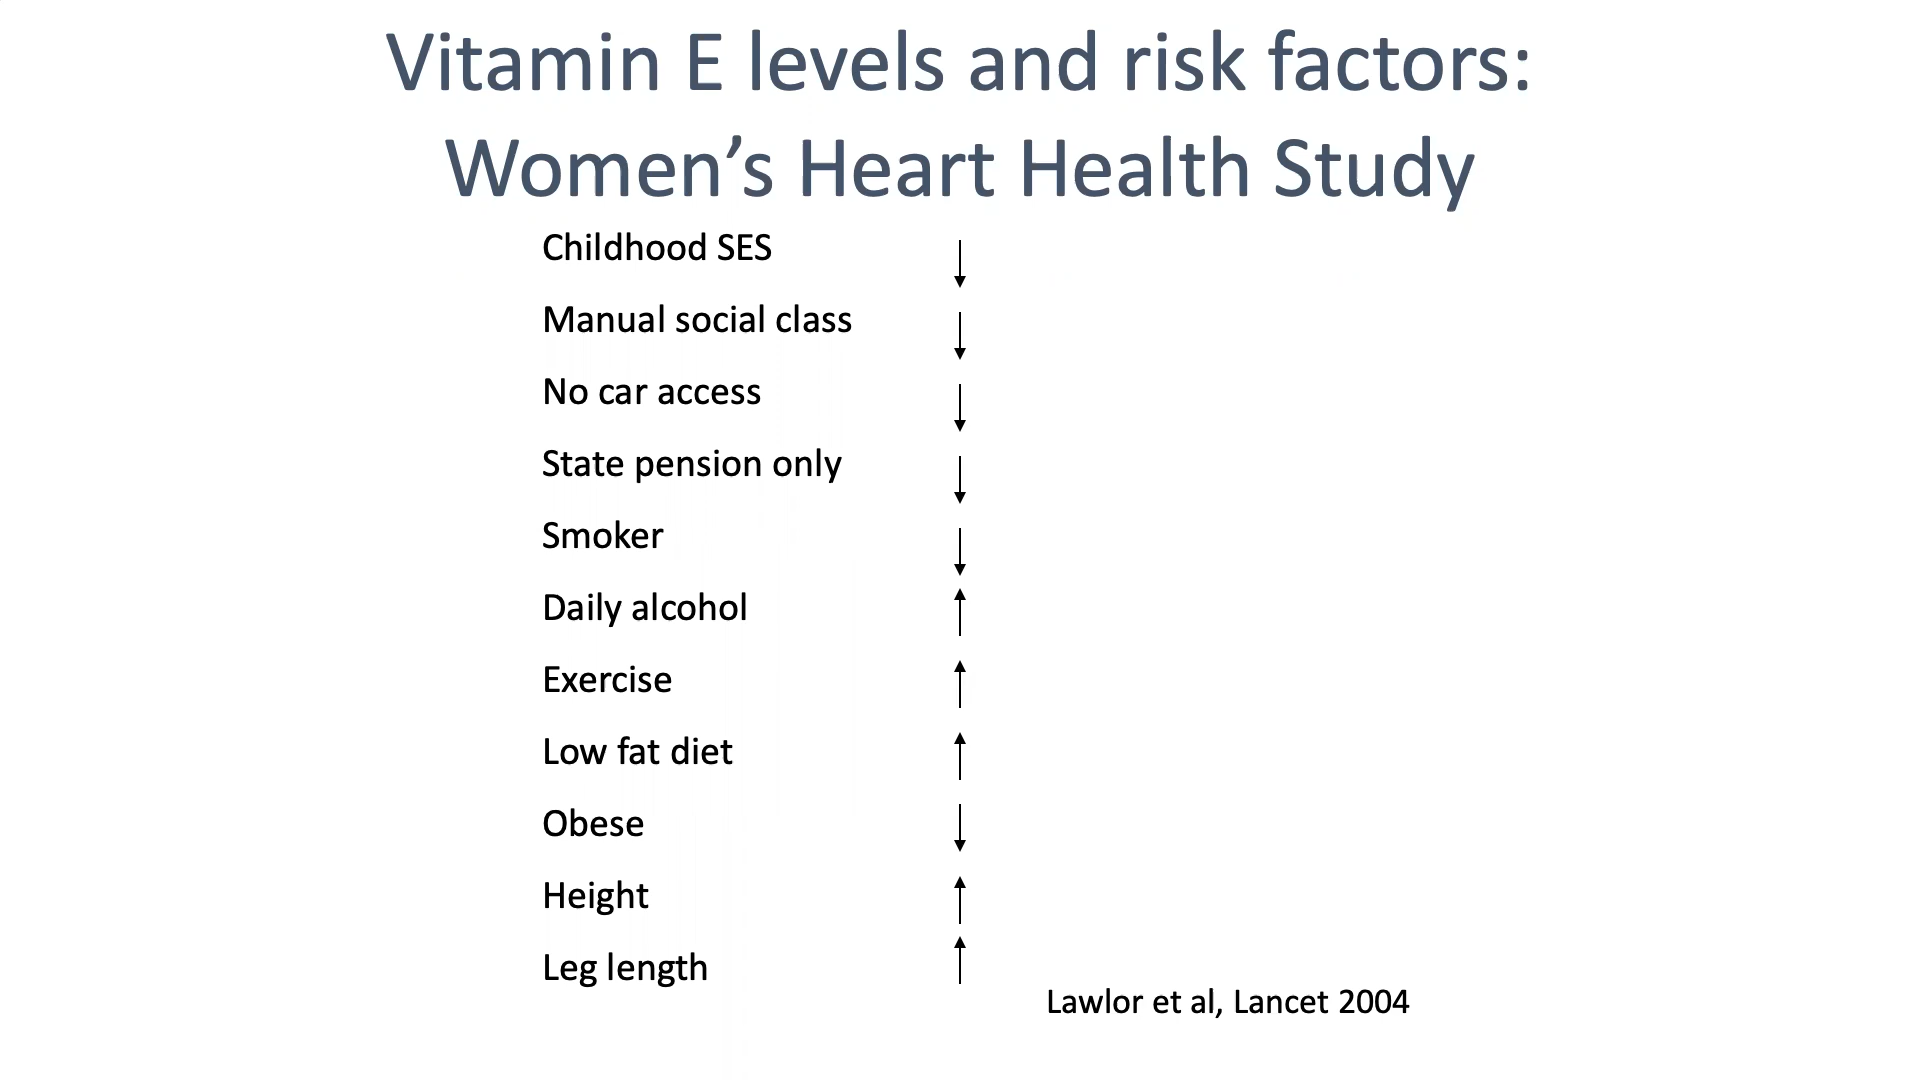 Vitamin E levels and risk factors:
Women’s Heart Health Study
Childhood SES
Manual social class
No car access
State pension only
Smoker
Daily alcohol
Exercise
Low fat diet
Obese
Height
Leg length
Lawlor et al, Lancet 2004